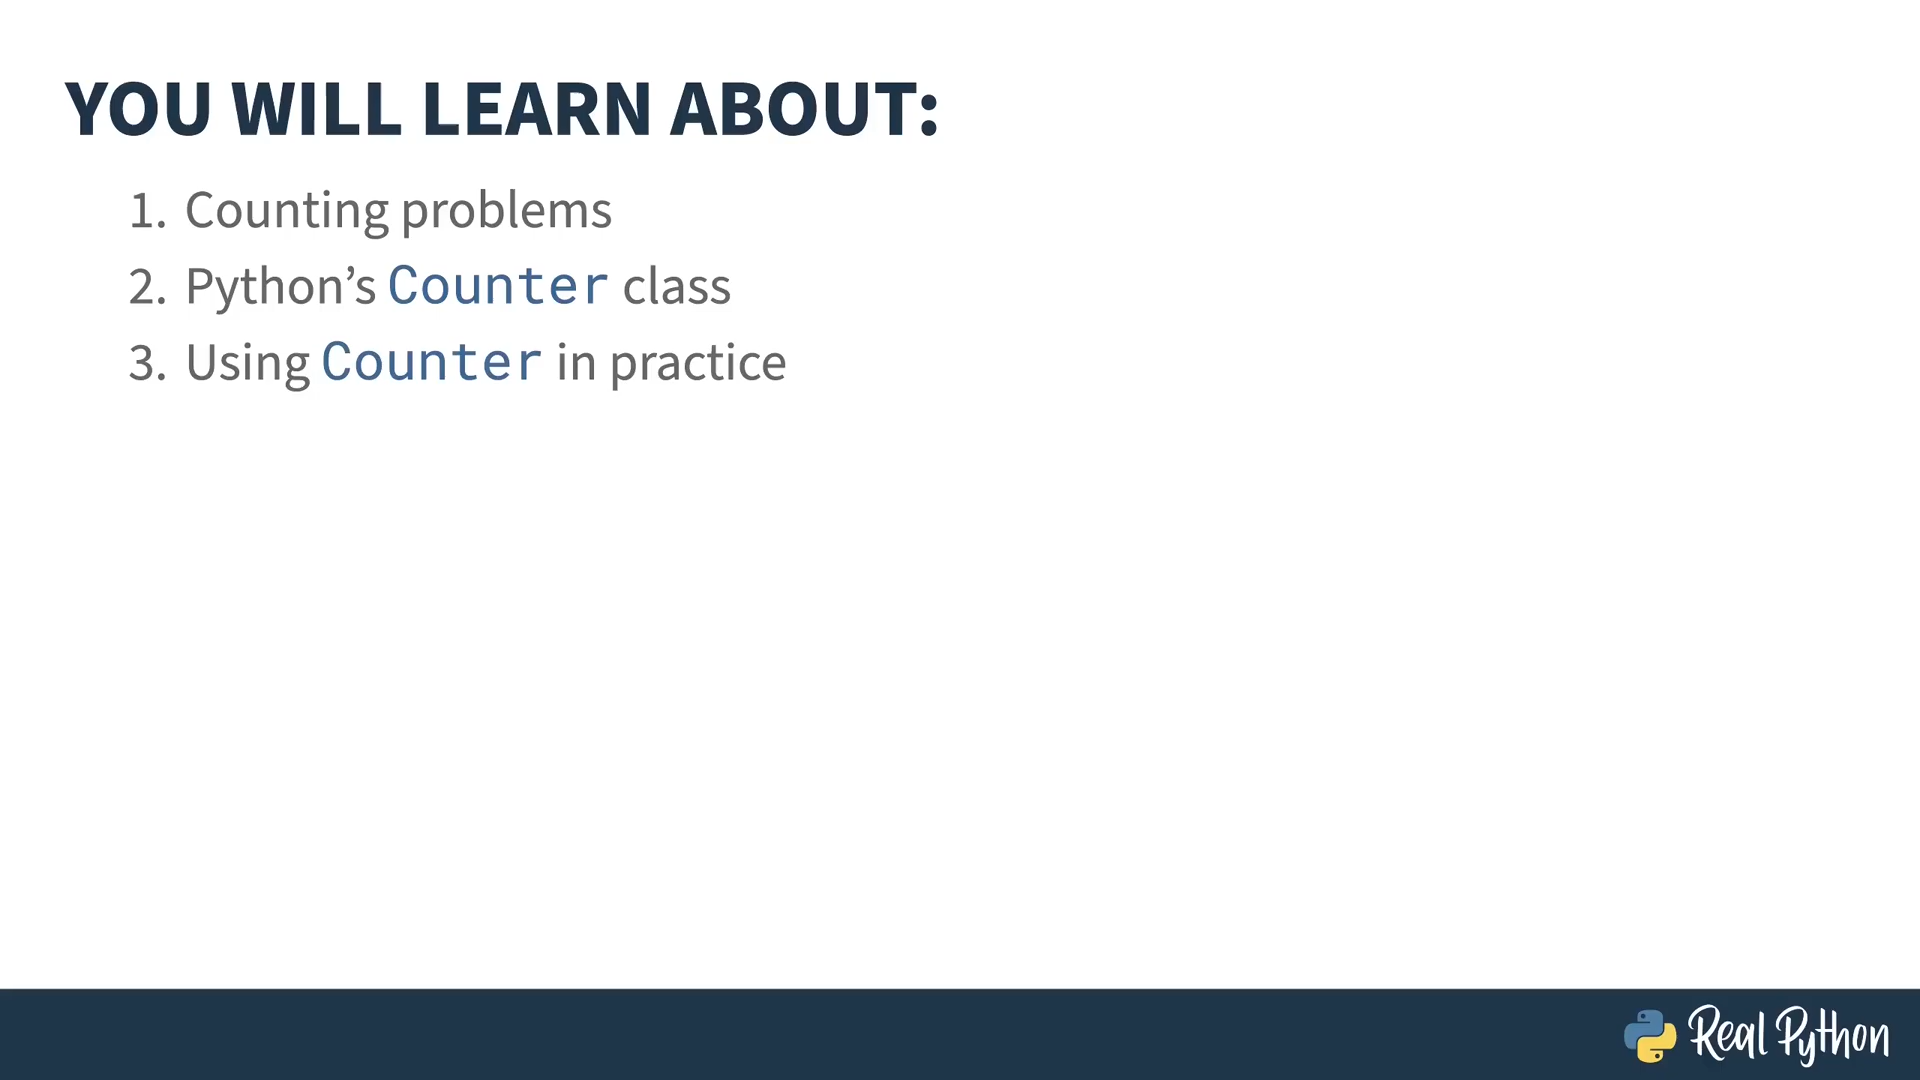 YOU WILL LEARN ABOUT:
1. Counting problems
2. Python’s Counter class
3. Using Counter in practice
Real Python